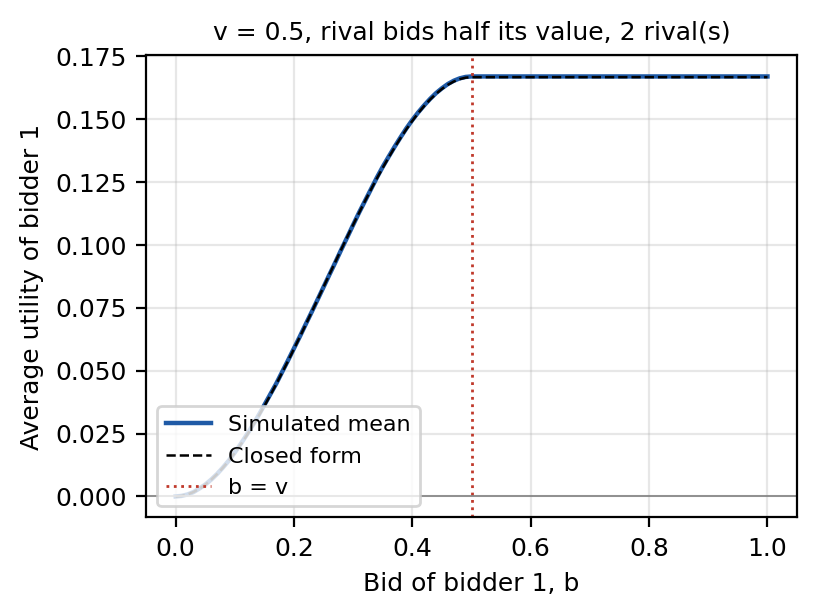 v = 0.5, rival bids half its value, 2 rival(s)
Average utility of bidder 1
0.175
0.150
0.125
0.100
0.075
0.050
0.025
0.000
Simulated mean
Closed form
b = v
0.0 0.2 0.4 0.6 0.8 1.0
Bid of bidder 1, b